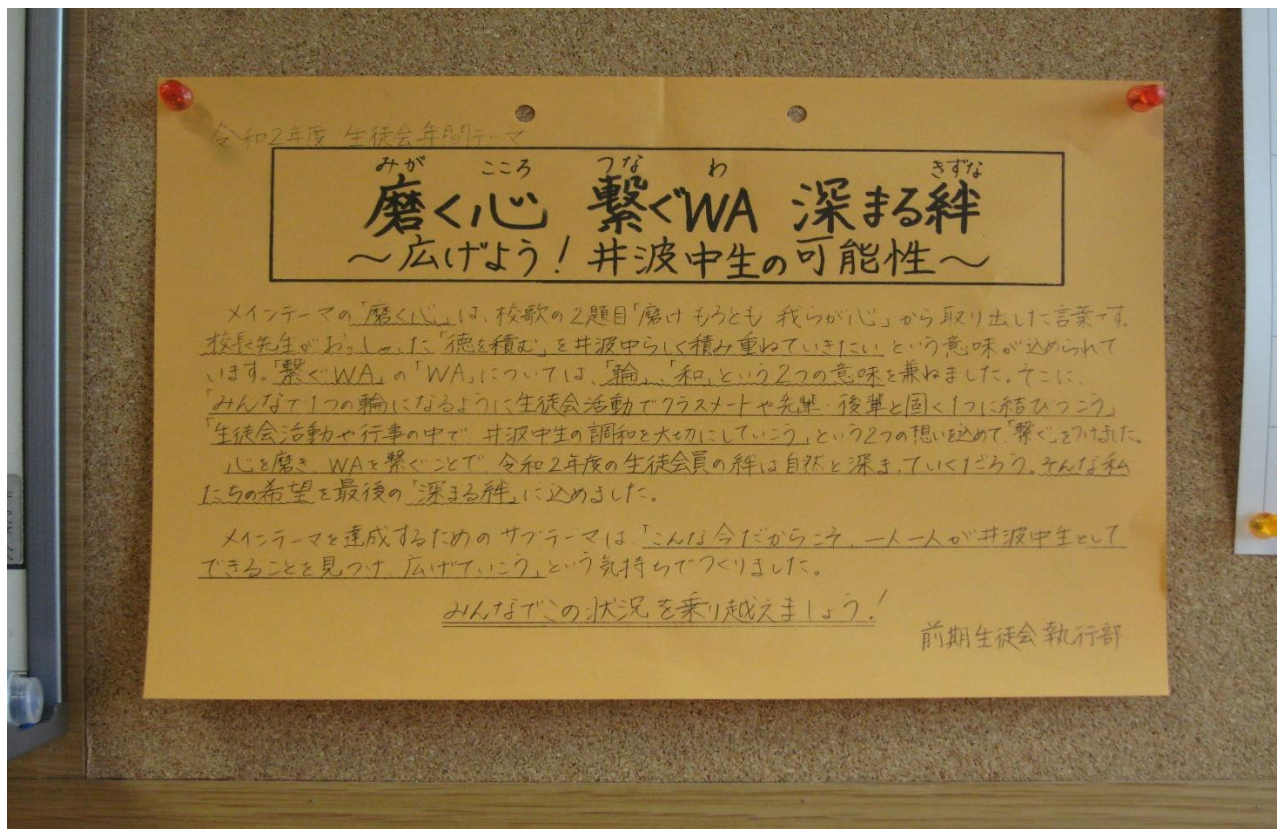 令和2年度 生徒会年間テーマ
みが こころ つな わ きずな
磨く心 繋ぐWA 深まる絆
～広げよう！井波中生の可能性～
メインテーマの「磨く心」は、校歌の2題目「磨け もろとも 我らが心」から取り出した言葉です。
校長先生がおっしゃった「徳を積む」を井波中らしく積み重ねていきたいという意味が込められて
います。「繋ぐWA」の「WA」については、「輪」、「和」という2つの意味を兼ねました。そこに、
「みんなで1つの輪になるように生徒会活動でクラスメートや先輩・後輩と固く1つに結びつこう」
「生徒会活動や行事の中で、井波中生の調和を大切にしていこう」という2つの想いを込めて「繋ぐ」をつけました。
心を磨き、WAを繋ぐことで、令和2年度の生徒会員の絆は自然と深まっていくだろう。そんな私
たちの希望を最後の「深まる絆」に込めました。
メインテーマを達成するためのサブテーマは、「こんな今だからこそ、一人一人が井波中生として
できることを見つけ、広げていこう」という気持ちでつくりました。
みんなでこの状況を乗り越えましょう！
前期生徒会執行部